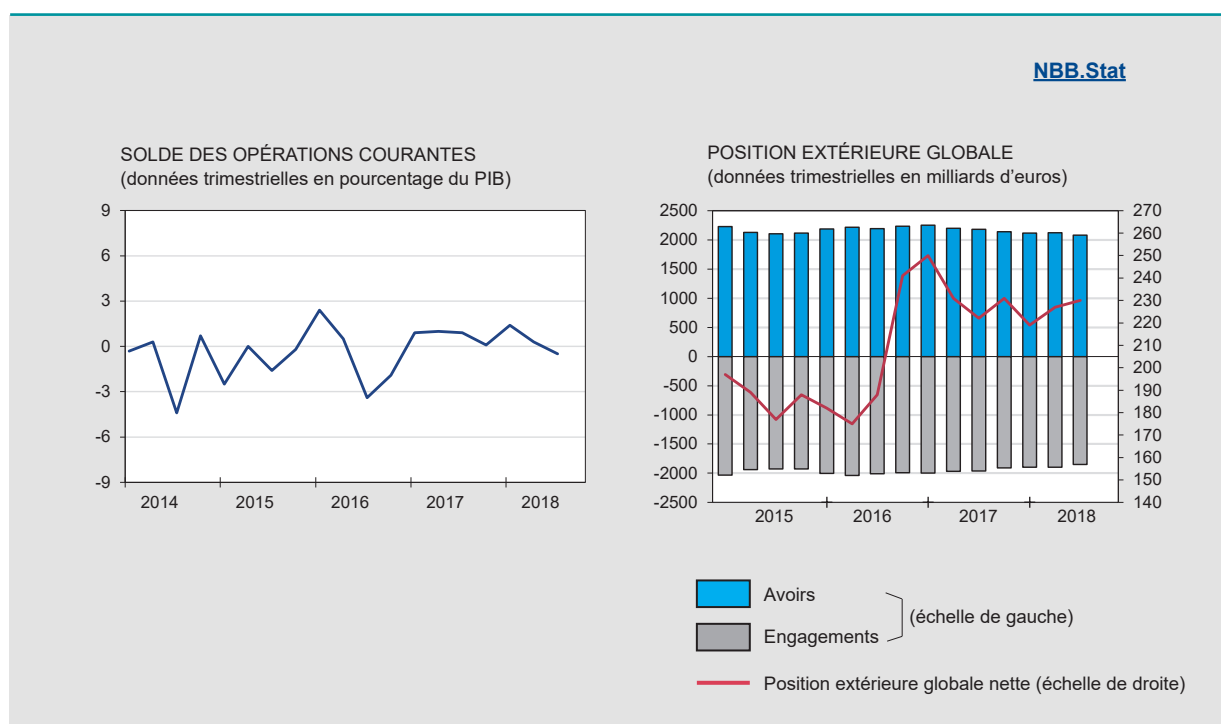 NBB.Stat
SOLDE DES OPÉRATIONS COURANTES
(données trimestrielles en pourcentage du PIB)
9
6
3
0
-3
-6
-9
2014 2015 2016 2017 2018
POSITION EXTÉRIEURE GLOBALE
(données trimestrielles en milliards d’euros)
2500
2000
1500
1000
500
0
-500
-1000
-1500
-2000
-2500
270
260
250
240
230
220
210
200
190
180
170
160
150
140
2015 2016 2017 2018
Avoirs
Engagements
(échelle de gauche)
Position extérieure globale nette (échelle de droite)